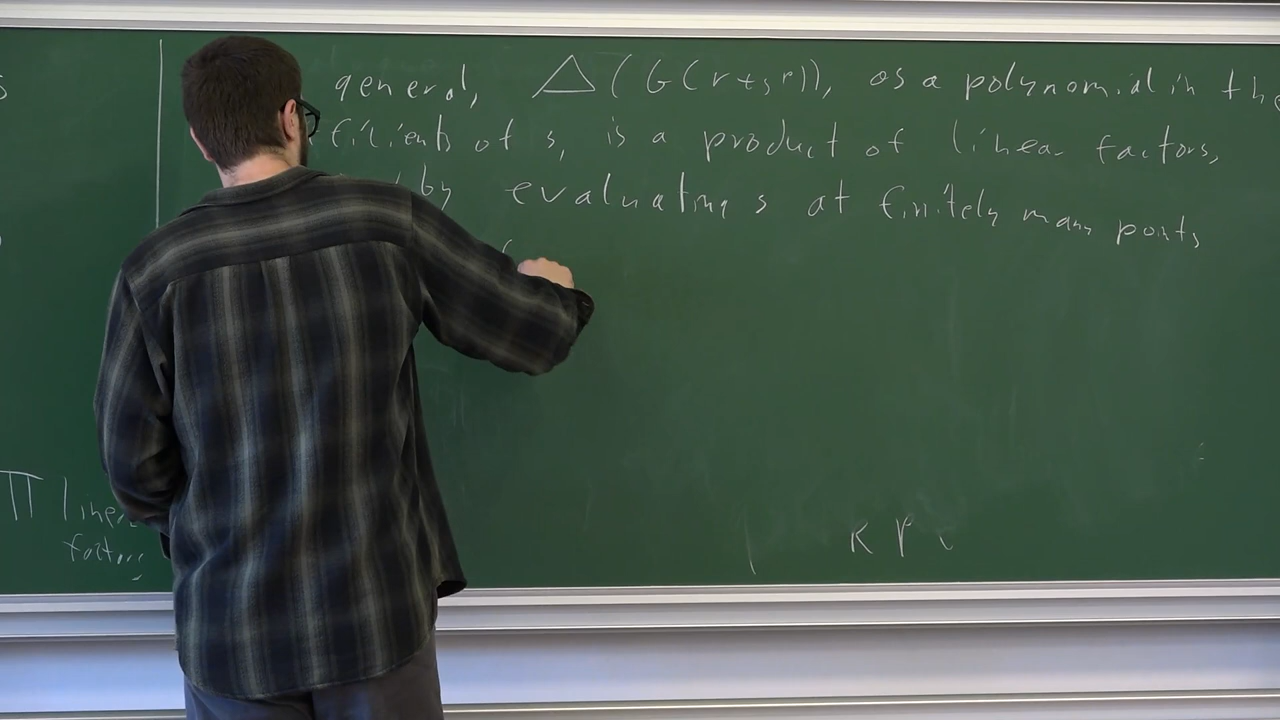 general, △(G(r+sr)), as a polynomial in the
fficients of s, is a product of linear factors,
by evaluating s at finitely many points
Π linear
factors